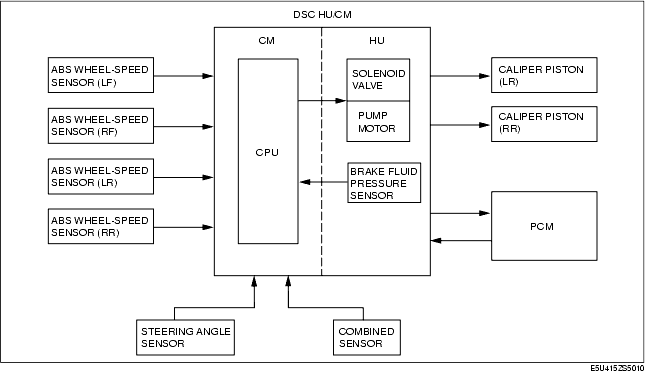 DSC HU/CM
CM
HU
ABS WHEEL-SPEED
SENSOR (LF)
ABS WHEEL-SPEED
SENSOR (RF)
ABS WHEEL-SPEED
SENSOR (LR)
ABS WHEEL-SPEED
SENSOR (RR)
CPU
SOLENOID
VALVE
PUMP
MOTOR
BRAKE FLUID
PRESSURE
SENSOR
CALIPER PISTON
(LR)
CALIPER PISTON
(RR)
PCM
STEERING ANGLE
SENSOR
COMBINED
SENSOR
E5U415ZS5010